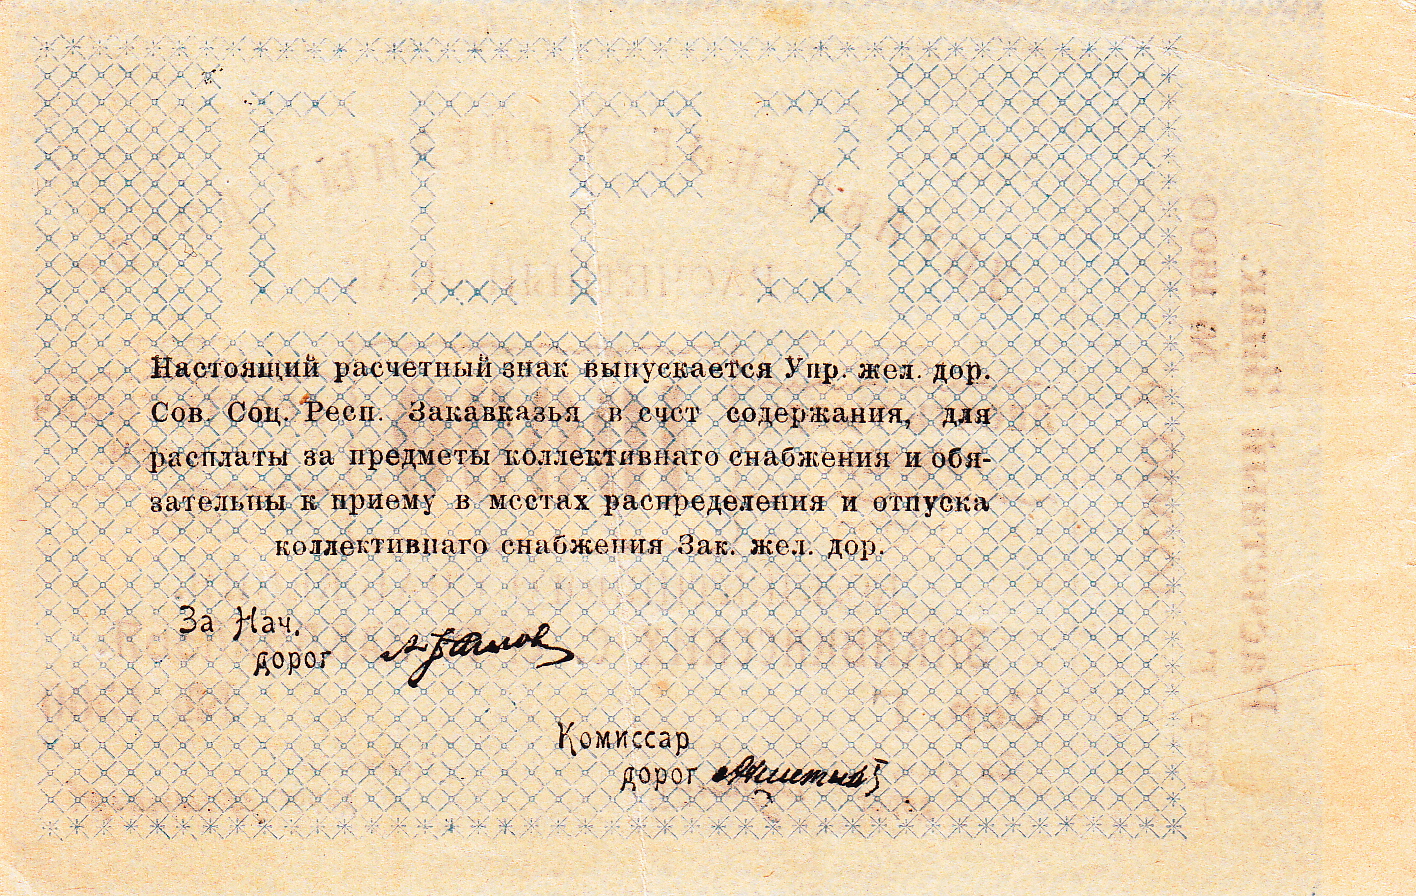 Настоящий расчетный знак выпускается Упр. жел. дор.
Сов. Соц. Респ. Закавказья в счет содержания, для
расплаты за предметы коллективнаго снабжения и обя-
зательны к приему в местах распределения и отпуска
коллективнаго снабжения Зак. жел. дор.
За Нач.
дорог
Комиссар
дорог